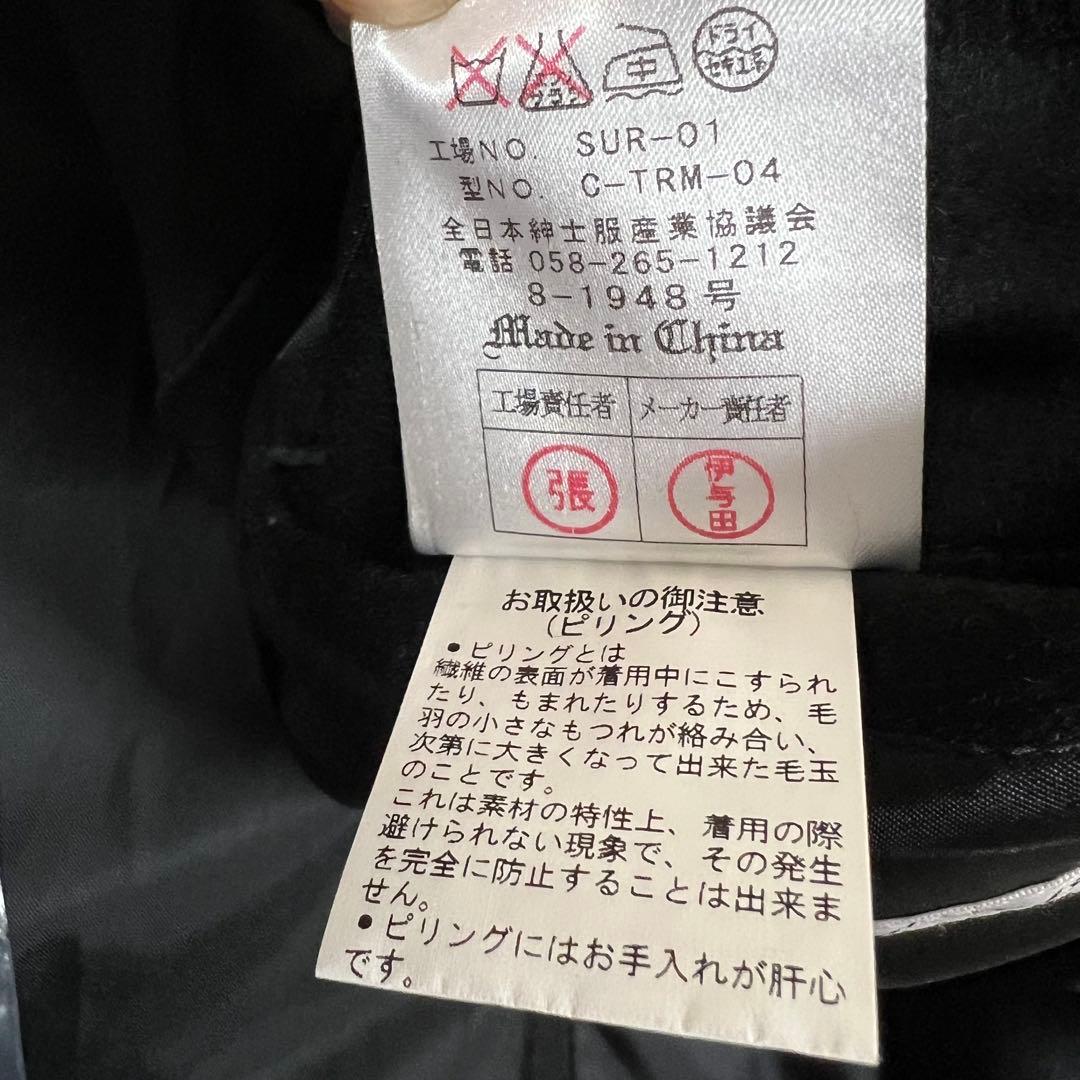 エンソ
サラシ
中
ドライ
セキユ系
工場NO. SUR-01
型NO. C-TRM-04
全日本紳士服産業協議会
電話 058-265-1212
8-1948号
Made in China
工場責任者 メーカー責任者
張 伊与田
お取扱いの御注意
(ピリング)
•ピリングとは
繊維の表面が着用中にこすられ
たり、もまれたりするため、毛
羽の小さなもつれが絡み合い、
次第に大きくなって出来た毛玉
のことです。
これは素材の特性上、着用の際
避けられない現象で、その発生
を完全に防止することは出来ま
せん。
•ピリングにはお手入れが肝心
です。